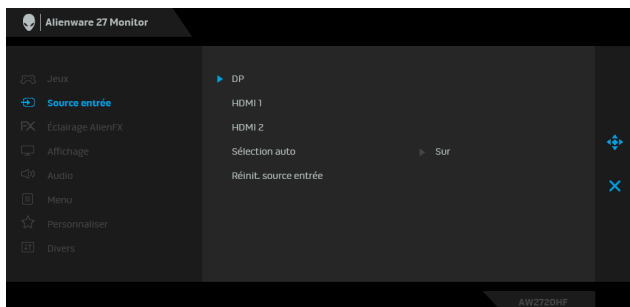 Alienware 27 Monitor
Jeux
Source entrée
FX Éclairage AlienFX
Affichage
Audio
Menu
Personnaliser
Divers
DP
HDMI 1
HDMI 2
Sélection auto Sur
Réinit. source entrée
AW2720HF